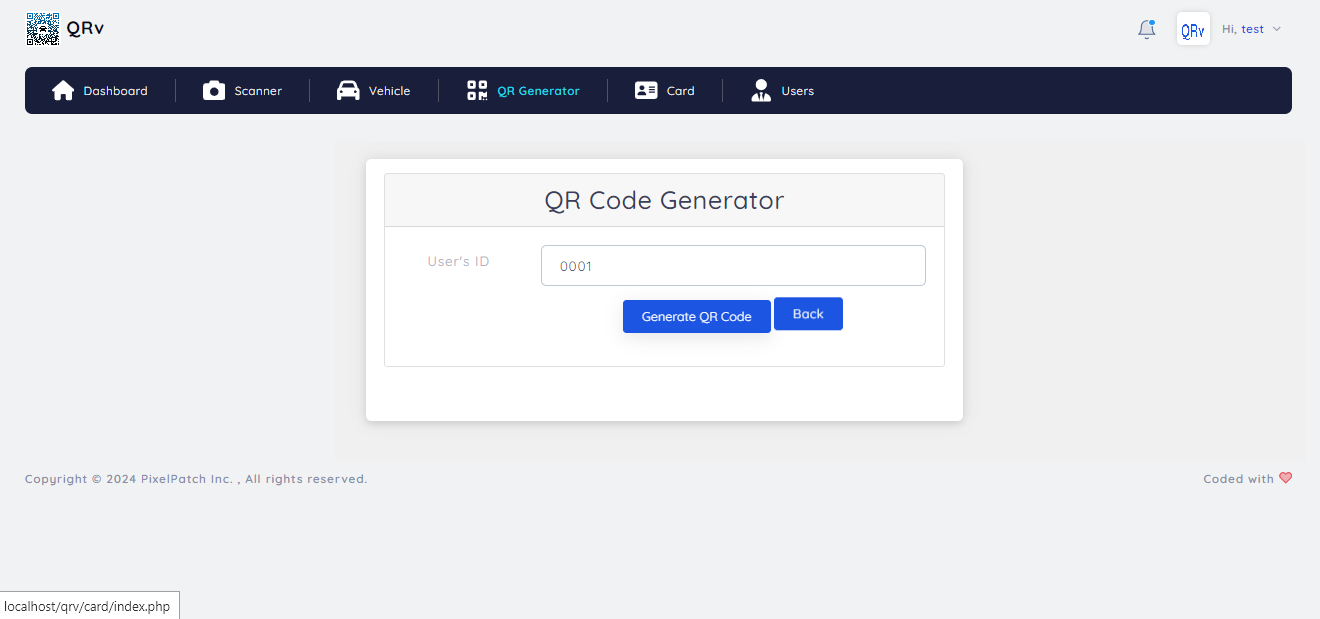 QRv
QRv
Hi, test
Dashboard
Scanner
Vehicle
QR Generator
Card
Users
QR Code Generator
User's ID
0001
Generate QR Code
Back
Copyright © 2024 PixelPatch Inc. , All rights reserved.
Coded with
localhost/qrv/card/index.php